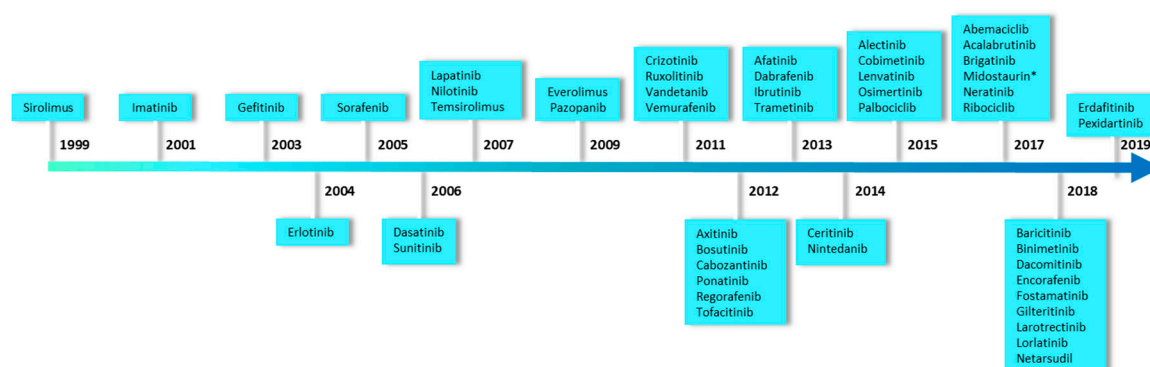 Sirolimus
1999
Imatinib
2001
Gefitinib
2003
2004
Erlotinib
Sorafenib
2005
2006
Dasatinib
Sunitinib
Lapatinib
Nilotinib
Temsirolimus
2007
Everolimus
Pazopanib
2009
Crizotinib
Ruxolitinib
Vandetanib
Vemurafenib
2011
2012
Axitinib
Bosutinib
Cabozantinib
Ponatinib
Regorafenib
Tofacitinib
Afatinib
Dabrafenib
Ibrutinib
Trametinib
2013
2014
Ceritinib
Nintedanib
Alectinib
Cobimetinib
Lenvatinib
Osimertinib
Palbociclib
2015
Abemaciclib
Acalabrutinib
Brigatinib
Midostaurin*
Neratinib
Ribociclib
2017
2018
Baricitinib
Binimetinib
Dacomitinib
Encorafenib
Fostamatinib
Gilteritinib
Larotrectinib
Lorlatinib
Netarsudil
Erdafitinib
Pexidartinib
2019